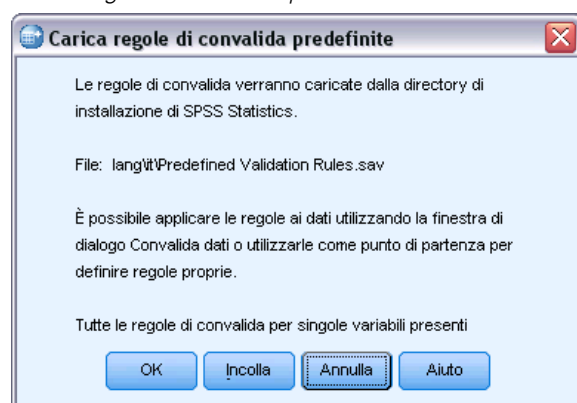 Carica regole di convalida predefinite
Le regole di convalida verranno caricate dalla directory di
installazione di SPSS Statistics.
File: lang\it\Predefined Validation Rules.sav
È possibile applicare le regole ai dati utilizzando la finestra di
dialogo Convalida dati o utilizzarle come punto di partenza per
definire regole proprie.
Tutte le regole di convalida per singole variabili presenti
OK Incolla Annulla Aiuto